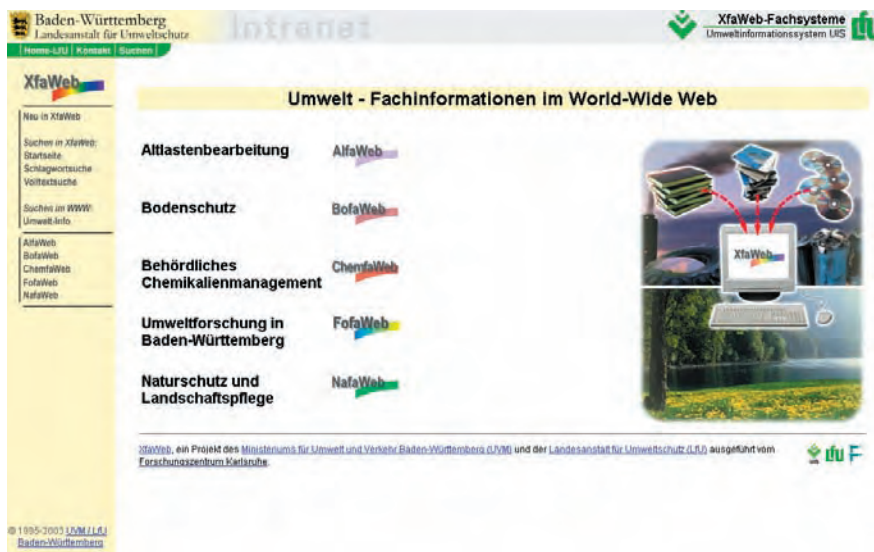 Baden-Württemberg
Landesanstalt für Umweltschutz
Intranet
XfaWeb-Fachsysteme
Umweltinformationssystem UIS
Home-LfU | Kontakt | Suchen
XfaWeb
Neu in XfaWeb
Suchen in XfaWeb:
Startseite
Schlagwortsuche
Volltextsuche
Suchen im WWW:
Umwelt-Info
AlfaWeb
BofaWeb
ChemfaWeb
FofaWeb
NafaWeb
Umwelt - Fachinformationen im World-Wide Web
Altlastenbearbeitung AlfaWeb
Bodenschutz BofaWeb
Behördliches
Chemikalienmanagement ChemfaWeb
Umweltforschung in
Baden-Württemberg FofaWeb
Naturschutz und
Landschaftspflege NafaWeb
XfaWeb
XfaWeb, ein Projekt des Ministeriums für Umwelt und Verkehr Baden-Württemberg (UVM) und der Landesanstalt für Umweltschutz (LfU) ausgeführt vom
Forschungszentrum Karlsruhe.
LfU
© 1995-2003 UVM / LfU
Baden-Württemberg